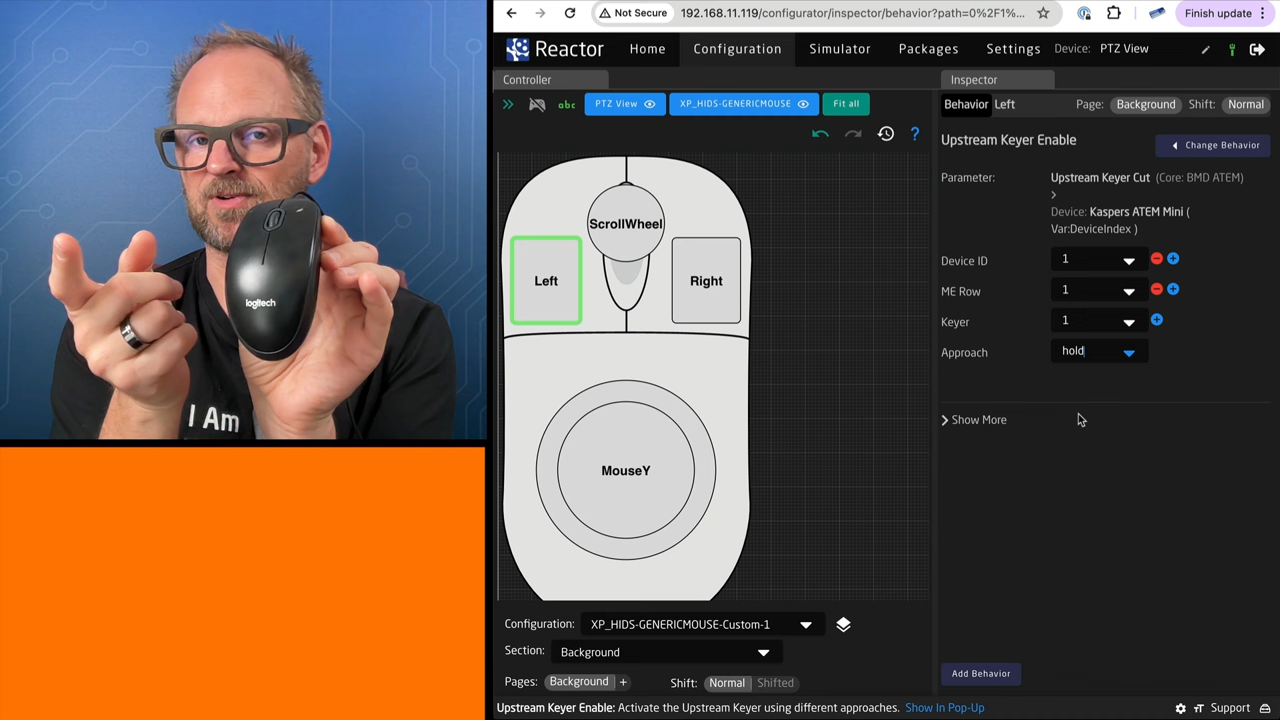 Not Secure
192.168.11.119/configurator/inspector/behavior?path=0%2F1%...
Finish update
Reactor
Home
Configuration
Simulator
Packages
Settings
Device: PTZ View
Controller
Inspector
abc
PTZ View
XP_HIDS-GENERICMOUSE
Fit all
Behavior Left
Page: Background
Shift: Normal
?
Upstream Keyer Enable
Change Behavior
Parameter:
Upstream Keyer Cut (Core: BMD ATEM)
>
Device: Kaspers ATEM Mini (
Var:DeviceIndex )
ScrollWheel
Left
Right
Device ID
1
ME Row
1
Keyer
1
Approach
hold
Show More
MouseY
logitech
I Am
Configuration: XP_HIDS-GENERICMOUSE-Custom-1
Section: Background
Pages: Background +
Shift: Normal Shifted
Add Behavior
Upstream Keyer Enable: Activate the Upstream Keyer using different approaches. Show In Pop-Up
Support